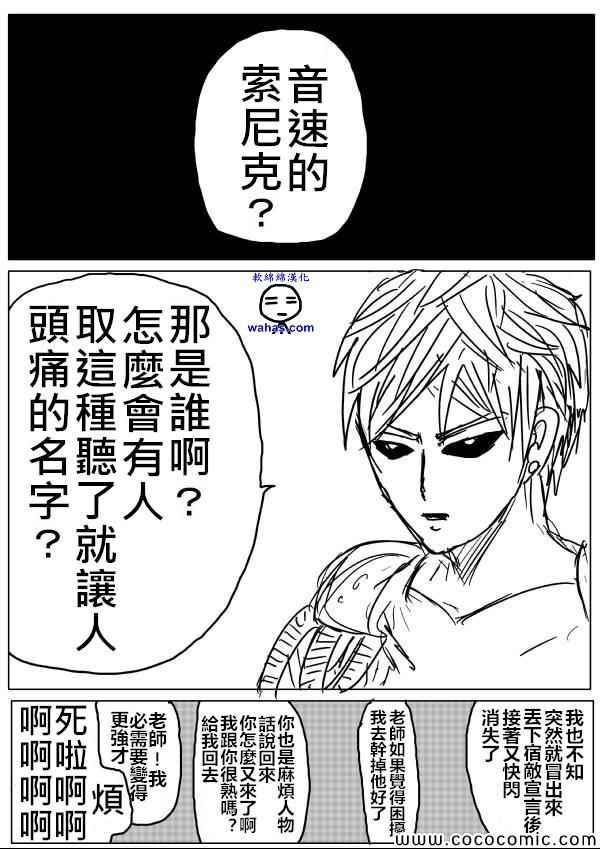 音速的
索尼克？
軟綿綿漢化
wahas.com
那是誰啊？
怎麼會有人
取這種聽了就讓人
頭痛的名字？
我也不知
突然就冒出來
丟下宿敵宣言後
接著又快閃
消失了
老師如果覺得困擾
我去幹掉他好了
你也是麻煩人物
話說回來
你怎麼又來了啊
我跟你很熟嗎？
給我回去
老師！我
必需要變得
更強才
煩
死啦啊啊
啊啊啊啊
漫畫 www.cococomic.com